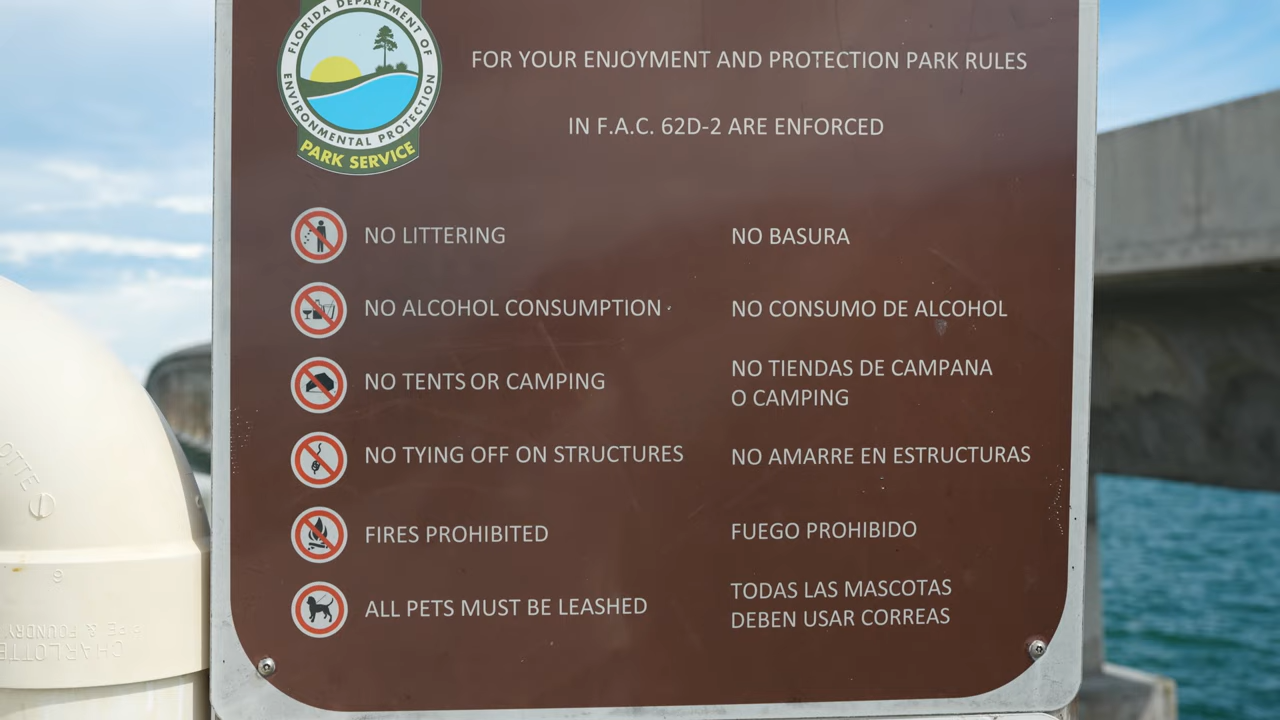 FLORIDA DEPARTMENT OF
ENVIRONMENTAL PROTECTION
PARK SERVICE
FOR YOUR ENJOYMENT AND PROTECTION PARK RULES
IN F.A.C. 62D-2 ARE ENFORCED
NO LITTERING
NO BASURA
NO ALCOHOL CONSUMPTION
NO CONSUMO DE ALCOHOL
NO TENTS OR CAMPING
NO TIENDAS DE CAMPANA
O CAMPING
NO TYING OFF ON STRUCTURES
NO AMARRE EN ESTRUCTURAS
FIRES PROHIBITED
FUEGO PROHIBIDO
ALL PETS MUST BE LEASHED
TODAS LAS MASCOTAS
DEBEN USAR CORREAS
& FOUNDRY
CHARLOTTE